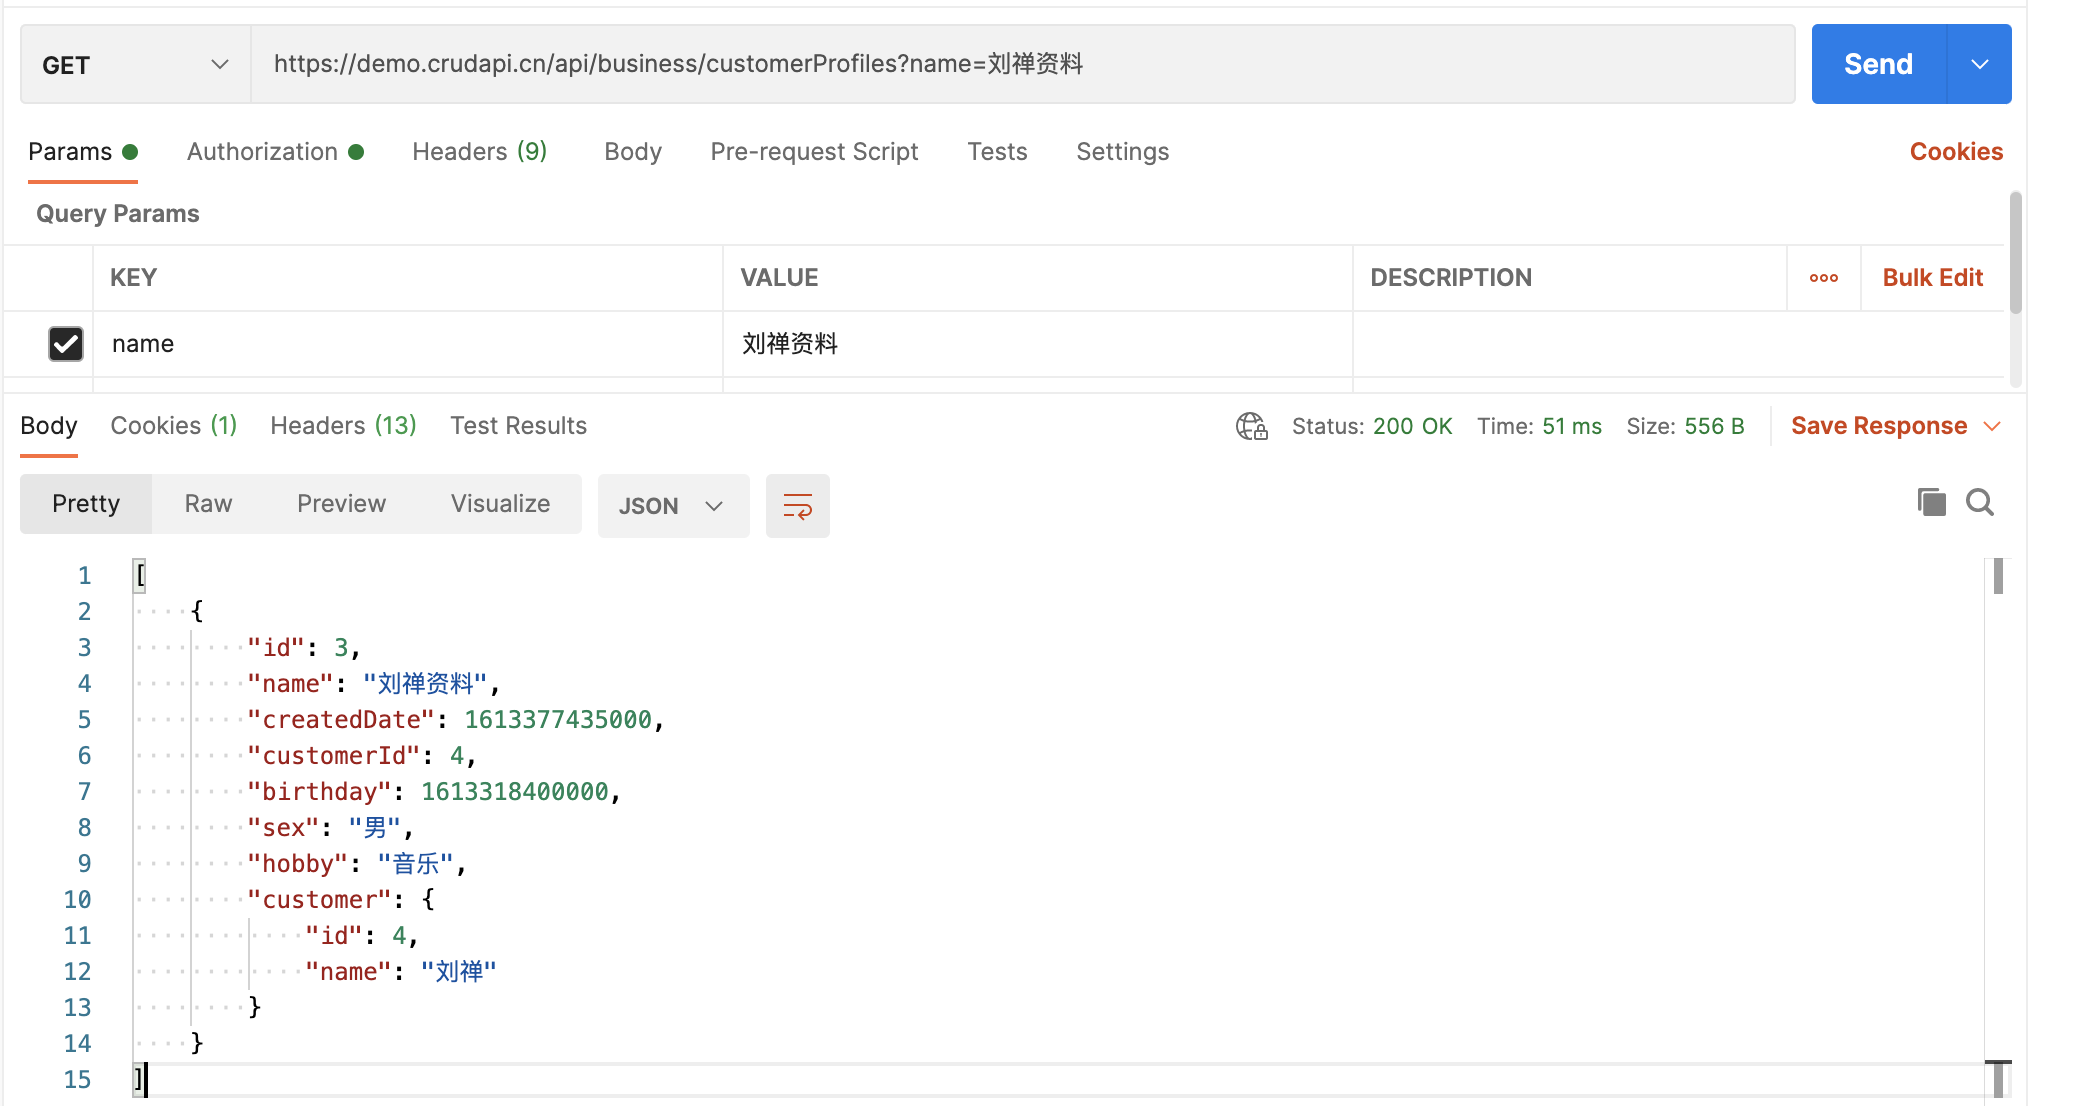 GET https://demo.crudapi.cn/api/business/customerProfiles?name=刘禅资料 Send
Params Authorization Headers (9) Body Pre-request Script Tests Settings Cookies
Query Params
KEY VALUE DESCRIPTION Bulk Edit
name 刘禅资料
Body Cookies (1) Headers (13) Test Results Status: 200 OK Time: 51 ms Size: 556 B Save Response
Pretty Raw Preview Visualize JSON
1 [
2 {
3 "id": 3,
4 "name": "刘禅资料",
5 "createdDate": 1613377435000,
6 "customerId": 4,
7 "birthday": 1613318400000,
8 "sex": "男",
9 "hobby": "音乐",
10 "customer": {
11 "id": 4,
12 "name": "刘禅"
13 }
14 }
15 ]